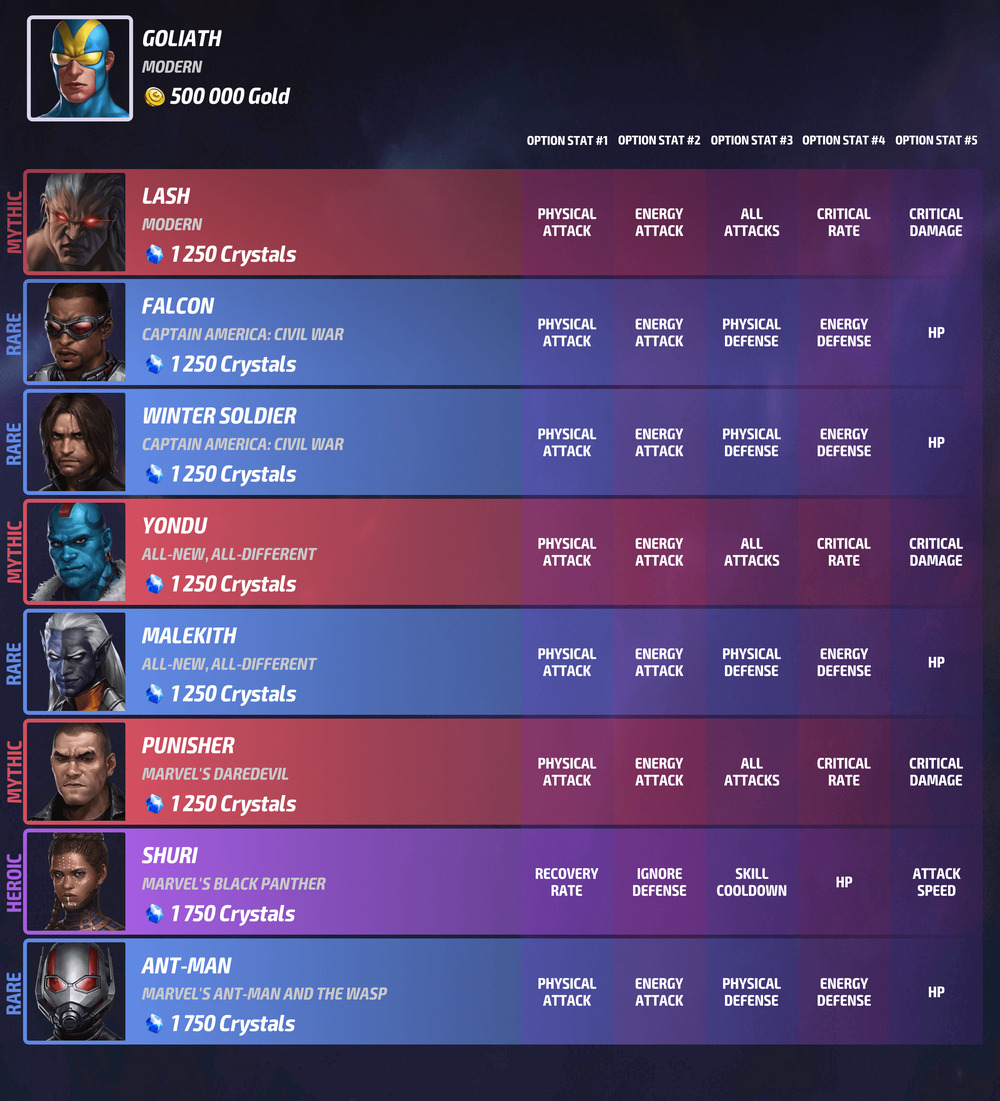 GOLIATH
MODERN
500 000 Gold
OPTION STAT #1 OPTION STAT #2 OPTION STAT #3 OPTION STAT #4 OPTION STAT #5
MYTHIC
LASH
MODERN
1 250 Crystals
PHYSICAL ATTACK
ENERGY ATTACK
ALL ATTACKS
CRITICAL RATE
CRITICAL DAMAGE
RARE
FALCON
CAPTAIN AMERICA: CIVIL WAR
1 250 Crystals
PHYSICAL ATTACK
ENERGY ATTACK
PHYSICAL DEFENSE
ENERGY DEFENSE
HP
RARE
WINTER SOLDIER
CAPTAIN AMERICA: CIVIL WAR
1 250 Crystals
PHYSICAL ATTACK
ENERGY ATTACK
PHYSICAL DEFENSE
ENERGY DEFENSE
HP
MYTHIC
YONDU
ALL-NEW, ALL-DIFFERENT
1 250 Crystals
PHYSICAL ATTACK
ENERGY ATTACK
ALL ATTACKS
CRITICAL RATE
CRITICAL DAMAGE
RARE
MALEKITH
ALL-NEW, ALL-DIFFERENT
1 250 Crystals
PHYSICAL ATTACK
ENERGY ATTACK
PHYSICAL DEFENSE
ENERGY DEFENSE
HP
MYTHIC
PUNISHER
MARVEL'S DAREDEVIL
1 250 Crystals
PHYSICAL ATTACK
ENERGY ATTACK
ALL ATTACKS
CRITICAL RATE
CRITICAL DAMAGE
HEROIC
SHURI
MARVEL'S BLACK PANTHER
1 750 Crystals
RECOVERY RATE
IGNORE DEFENSE
SKILL COOLDOWN
HP
ATTACK SPEED
RARE
ANT-MAN
MARVEL'S ANT-MAN AND THE WASP
1 750 Crystals
PHYSICAL ATTACK
ENERGY ATTACK
PHYSICAL DEFENSE
ENERGY DEFENSE
HP